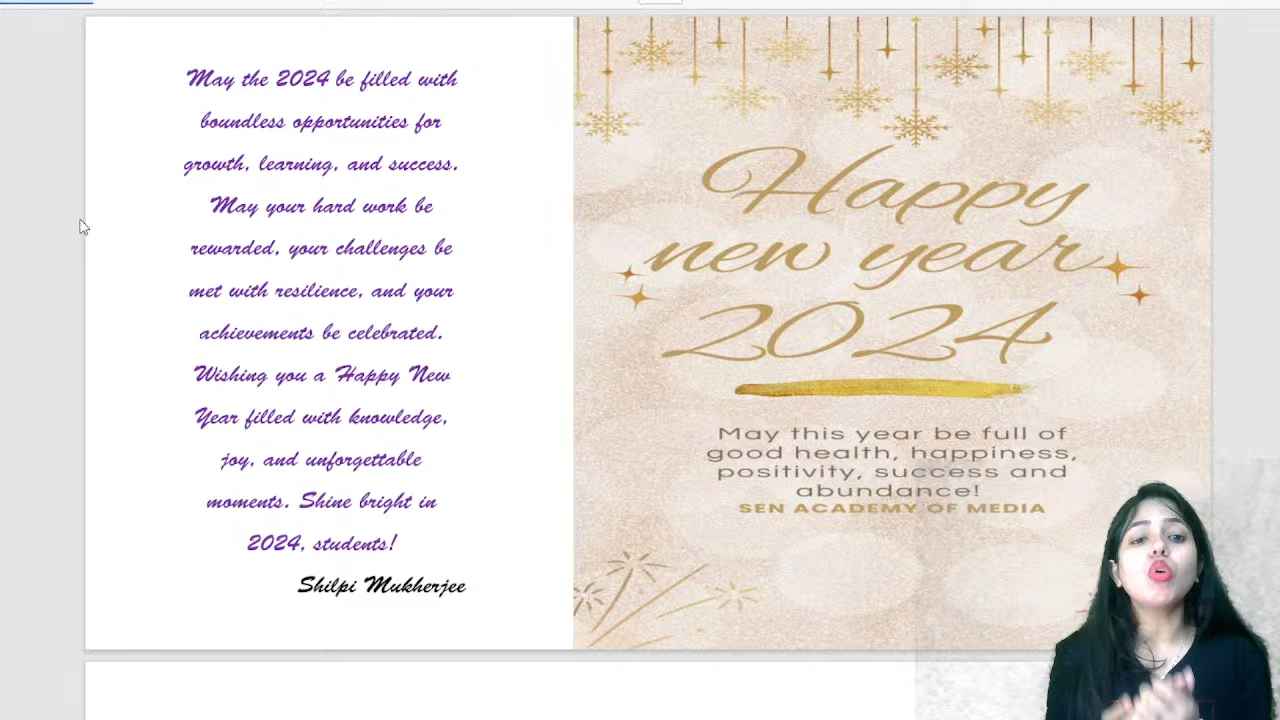 May the 2024 be filled with
boundless opportunities for
growth, learning, and success.
May your hard work be
rewarded, your challenges be
met with resilience, and your
achievements be celebrated.
Wishing you a Happy New
Year filled with knowledge,
joy, and unforgettable
moments. Shine bright in
2024, students!
Shilpi Mukherjee
Happy
new year
2024
May this year be full of
good health, happiness,
positivity, success and
abundance!
SEN ACADEMY OF MEDIA